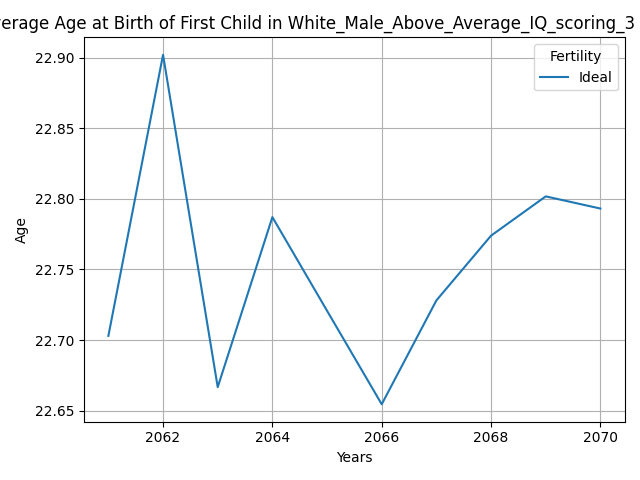 verage Age at Birth of First Child in White_Male_Above_Average_IQ_scoring_3
Fertility
Ideal
22.90
22.85
22.80
22.75
22.70
22.65
Age
2062 2064 2066 2068 2070
Years